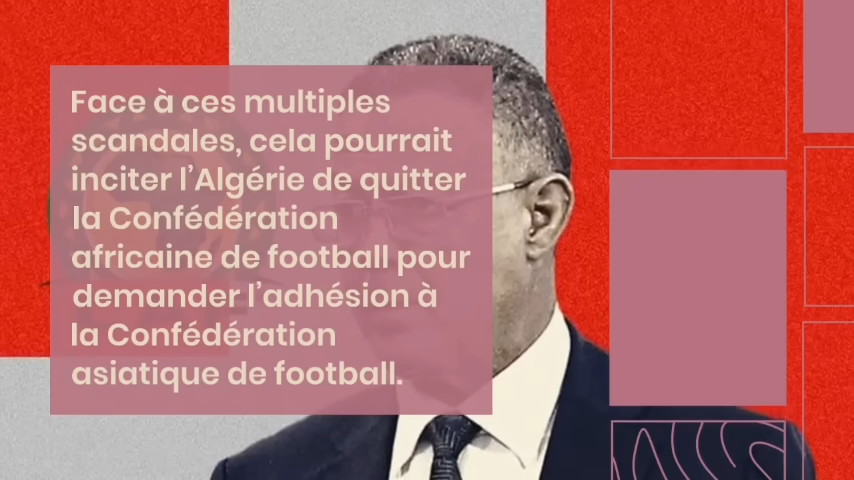 Face à ces multiples
scandales, cela pourrait
inciter l’Algérie de quitter
la Confédération
africaine de football pour
demander l’adhésion à
la Confédération
asiatique de football.